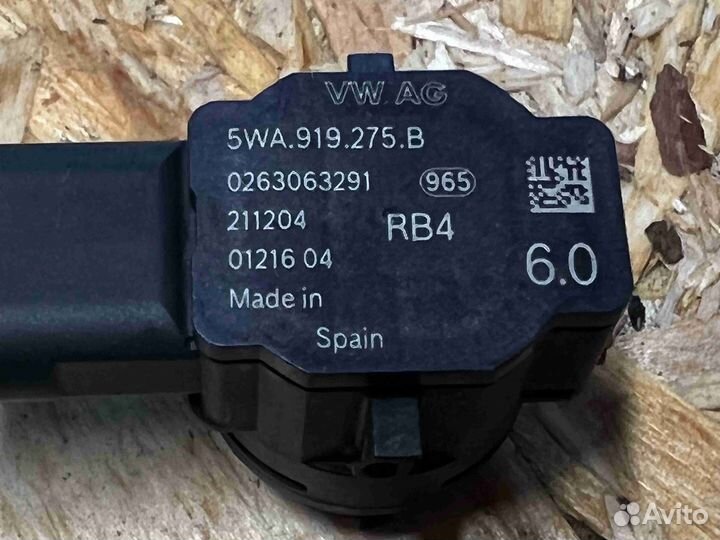 VW AG
5WA.919.275.B
0263063291 965
211204 RB4
01216 04 6.0
Made in
Spain
Avito